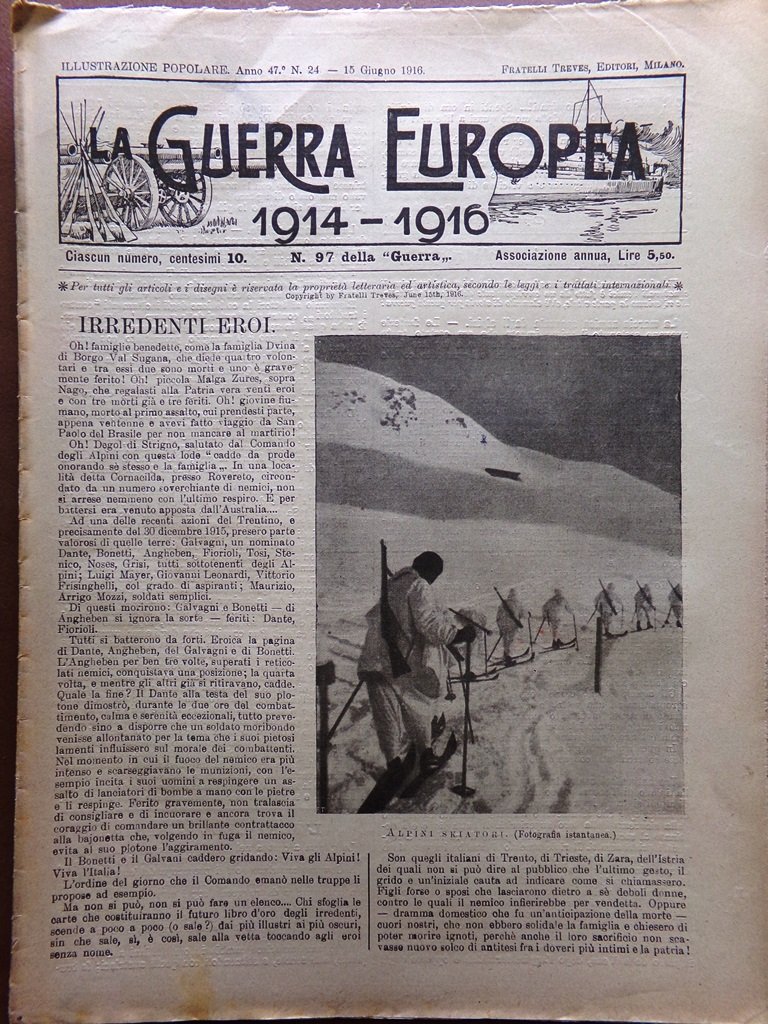 ILLUSTRAZIONE POPOLARE. Anno 47.º N. 24 — 15 Giugno 1916. FRATELLI TREVES, EDITORI, MILANO.
LA GUERRA EUROPEA
1914-1916
Ciascun numero, centesimi 10. N. 97 della "Guerra„. Associazione annua, Lire 5,50.
* Per tutti gli articoli e i disegni è riservata la proprietà letteraria ed artistica, secondo le leggi e i trattati internazionali *
Copyright by Fratelli Treves, June 15th, 1916.
IRREDENTI EROI.
Oh! famiglie benedette, come la famiglia Dvina
di Borgo Val Sugana, che diede quattro volon-
tari e tra essi due sono morti e uno è grave-
mente ferito! Oh! piccola Malga Zures, sopra
Nago, che regalasti alla Patria vera venti eroi
e con tre morti già e tre feriti. Oh! giovine fiu-
mano, morto al primo assalto, cui prendesti parte,
appena ventenne e avevi fatto viaggio da San
Paolo del Brasile per non mancare al martirio!
Oh! Degol di Strigno, salutato dal Comando
degli Alpini con questa lode "cadde da prode
onorando sè stesso e la famiglia„. In una loca-
lità detta Cornacilda, presso Rovereto, circon-
dato da un numero soverchiante di nemici, non
si arrese nemmeno con l'ultimo respiro. E per
battersi era venuto apposta dall'Australia....
Ad una delle recenti azioni del Trentino, e
precisamente del 30 dicembre 1915, presero parte
valorosi di quelle terre: Galvagni, un nominato
Dante, Bonetti, Angheben, Fiorioli, Tosi, Ste-
nico, Noses, Grisi, tutti sottotenenti degli Al-
pini; Luigi Mayer, Giovanni Leonardi, Vittorio
Frisinghelli, col grado di aspiranti; Maurizio,
Arrigo Mozzi, soldati semplici.
Di questi morirono: Galvagni e Bonetti — di
Angheben si ignora la sorte — feriti: Dante,
Fiorioli.
Tutti si batterono da forti. Eroica la pagina
di Dante, Angheben, del Galvagni e di Bonetti.
L'Angheben per ben tre volte, superati i retico-
lati nemici, conquistava una posizione; la quarta
volta, e mentre gli altri già si ritiravano, cadde.
Quale la fine? Il Dante alla testa del suo plo-
tone dimostrò, durante le due ore del combat-
timento, calma e serenità eccezionali, tutto preve-
dendo sino a disporre che un soldato moribondo
venisse allontanato per la tema che i suoi pietosi
lamenti influissero sul morale dei combattenti.
Nel momento in cui il fuoco del nemico era più
intenso e scarseggiavano le munizioni, con l'e-
sempio incita i suoi uomini a respingere un as-
salto di lanciatori di bombe a mano con le pietre
e li respinge. Ferito gravemente, non tralascia
di consigliare e di incuorare e ancora trova il
coraggio di comandare un brillante contrattacco
alla bajonetta che, volgendo in fuga il nemico,
evita al suo plotone l'aggiramento.
Il Bonetti e il Galvani caddero gridando: Viva gli Alpini!
Viva l'Italia!
L'ordine del giorno che il Comando emanò nelle truppe li
propose ad esempio.
Ma non si può, non si può fare un elenco.... Chi sfoglia le
carte che costituiranno il futuro libro d'oro degli irredenti,
scende a poco a poco (o sale?) dai più illustri ai più oscuri,
sin che sale, sì, è così, sale alla vetta toccando agli eroi
senza nome.
ALPINI SKIATORI. (Fotografia istantanea.)
Son quegli italiani di Trento, di Trieste, di Zara, dell'Istria
dei quali non si può dire al pubblico che l'ultimo gesto, il
grido e un'iniziale cauta ad indicare come si chiamassero.
Figli forse o sposi che lasciarono dietro a sè deboli donne,
contro le quali il nemico infierirebbe per vendetta. Oppure
— dramma domestico che fu un'anticipazione della morte —
cuori nostri, che non ebbero solidale la famiglia e chiesero di
poter morire ignoti, perchè anche il loro sacrificio non sca-
vasse nuovo solco di antitesi fra i doveri più intimi e la patria!